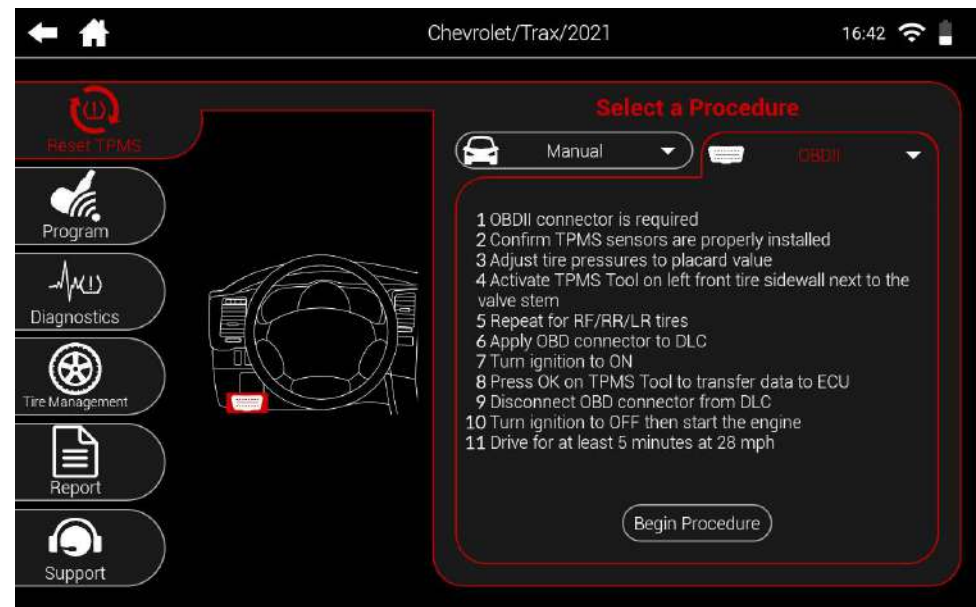 Chevrolet/Trax/2021
16:42
Reset TPMS
Program
Diagnostics
Tire Management
Report
Support
Select a Procedure
Manual
OBDII
1 OBDII connector is required
2 Confirm TPMS sensors are properly installed
3 Adjust tire pressures to placard value
4 Activate TPMS Tool on left front tire sidewall next to the
valve stem
5 Repeat for RF/RR/LR tires
6 Apply OBD connector to DLC
7 Turn ignition to ON
8 Press OK on TPMS Tool to transfer data to ECU
9 Disconnect OBD connector from DLC
10 Turn ignition to OFF then start the engine
11 Drive for at least 5 minutes at 28 mph
Begin Procedure